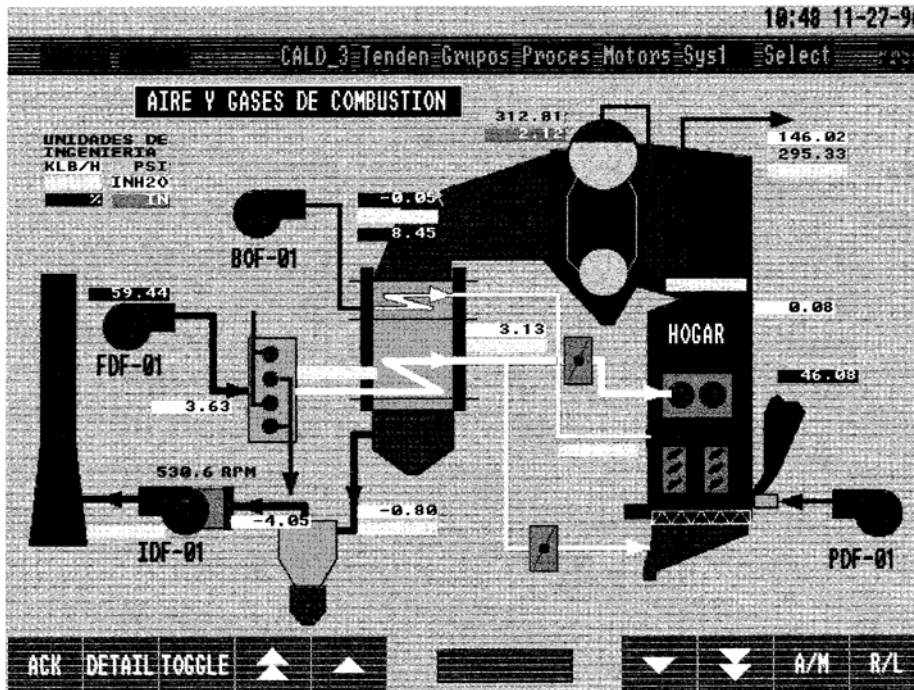 10:48 11-27-9
CALD_3 Tenden Grupos Proces Motors Sys1 Select
AIRE Y GASES DE COMBUSTION
312.81
2.12
146.02
295.33
UNIDADES DE
INGENIERIA
KLB/H PSI
INH2O
% IN
-0.05
8.45
BOF-01
59.44
0.08
3.13
HOGAR
FDF-01
46.08
3.63
530.6 RPM
-4.05
-0.80
IDF-01
PDF-01
ACK DETAIL TOGGLE A/M R/L